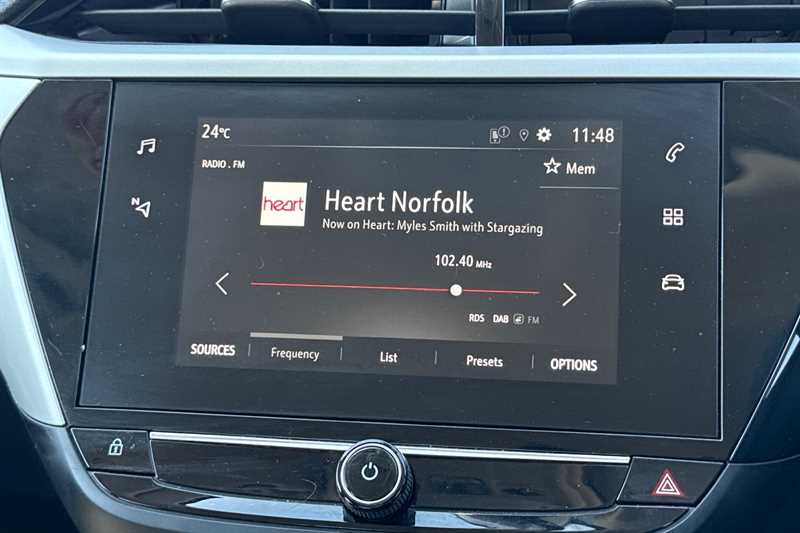 24°C
11:48
RADIO . FM
Mem
heart
Heart Norfolk
Now on Heart: Myles Smith with Stargazing
N
102.40 MHz
RDS DAB FM
SOURCES Frequency List Presets OPTIONS